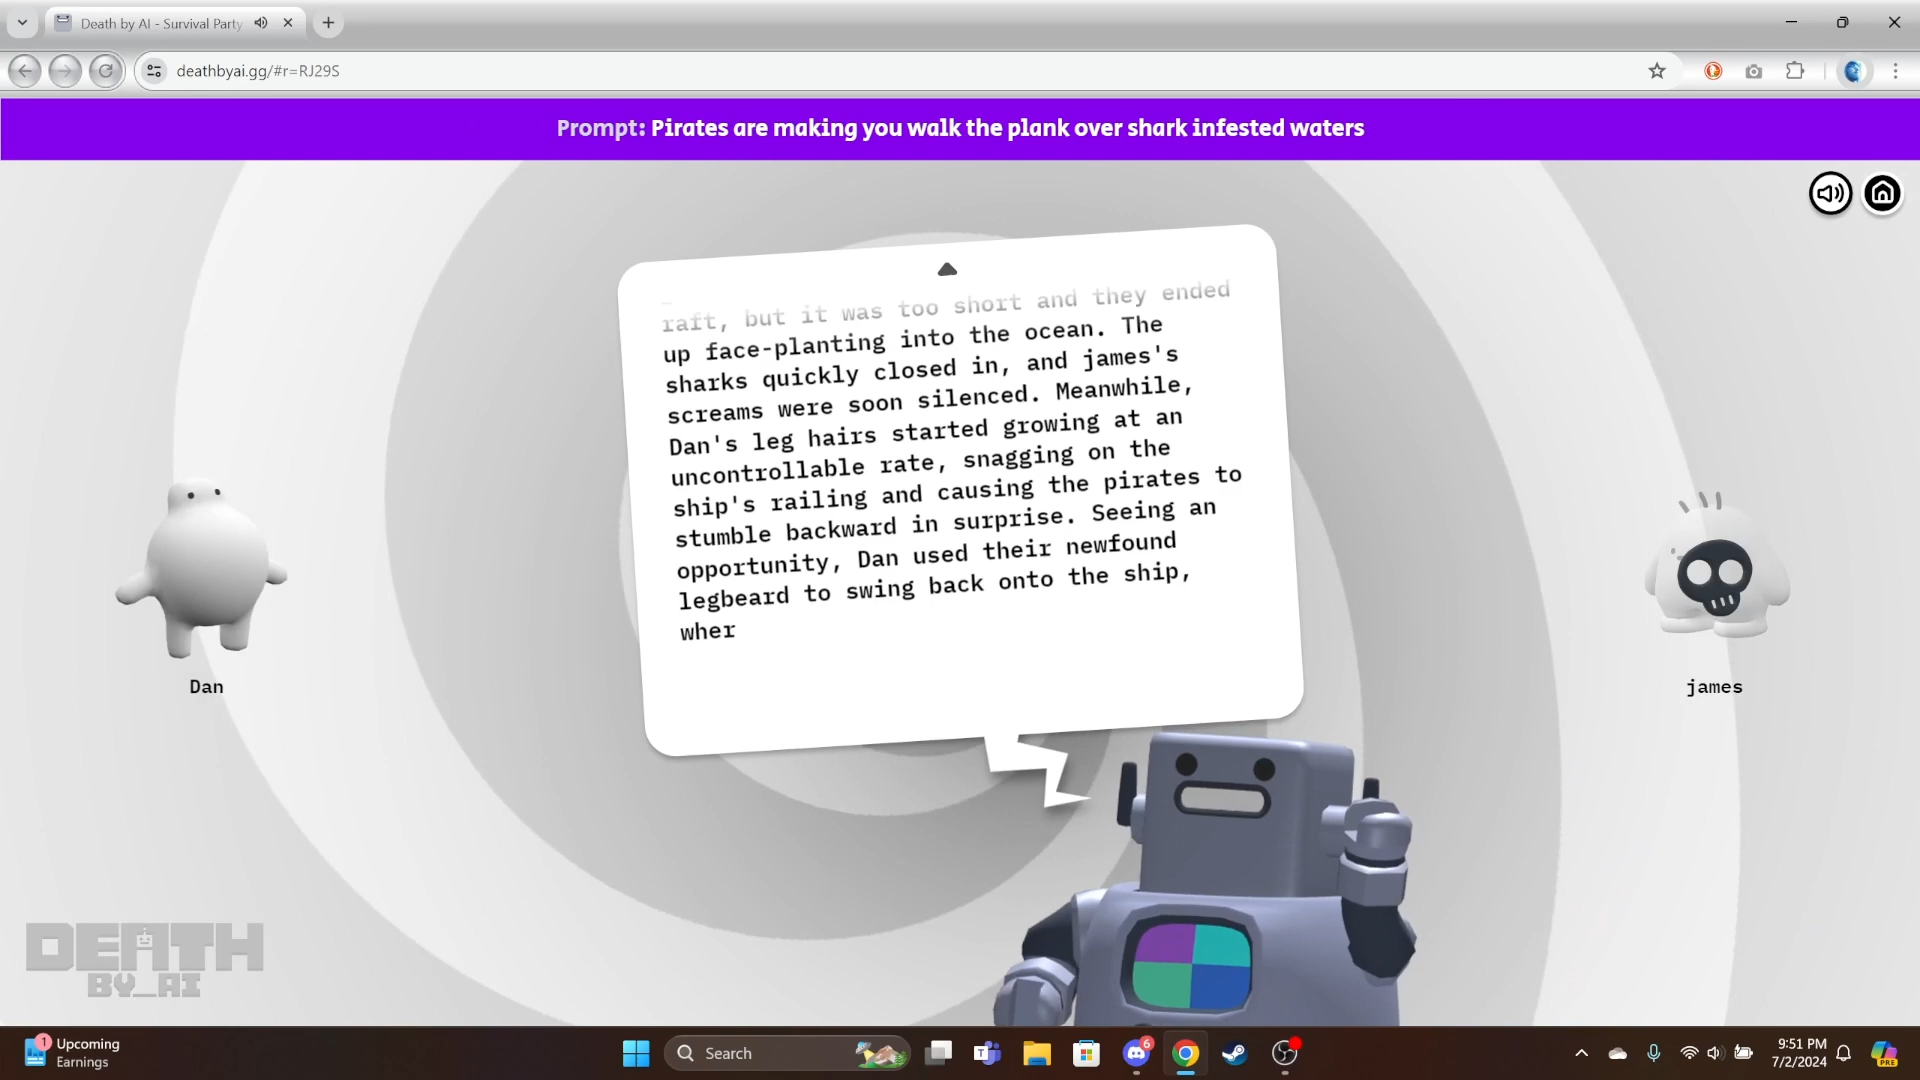 Death by AI - Survival Party
deathbyai.gg/#r=RJ29S
Prompt: Pirates are making you walk the plank over shark infested waters
raft, but it was too short and they ended
up face-planting into the ocean. The
sharks quickly closed in, and james's
screams were soon silenced. Meanwhile,
Dan's leg hairs started growing at an
uncontrollable rate, snagging on the
ship's railing and causing the pirates to
stumble backward in surprise. Seeing an
opportunity, Dan used their newfound
legbeard to swing back onto the ship,
wher
Dan
james
DEATH
BY_AI
1
Upcoming
Earnings
Search
T
6
9:51 PM
7/2/2024
PRE